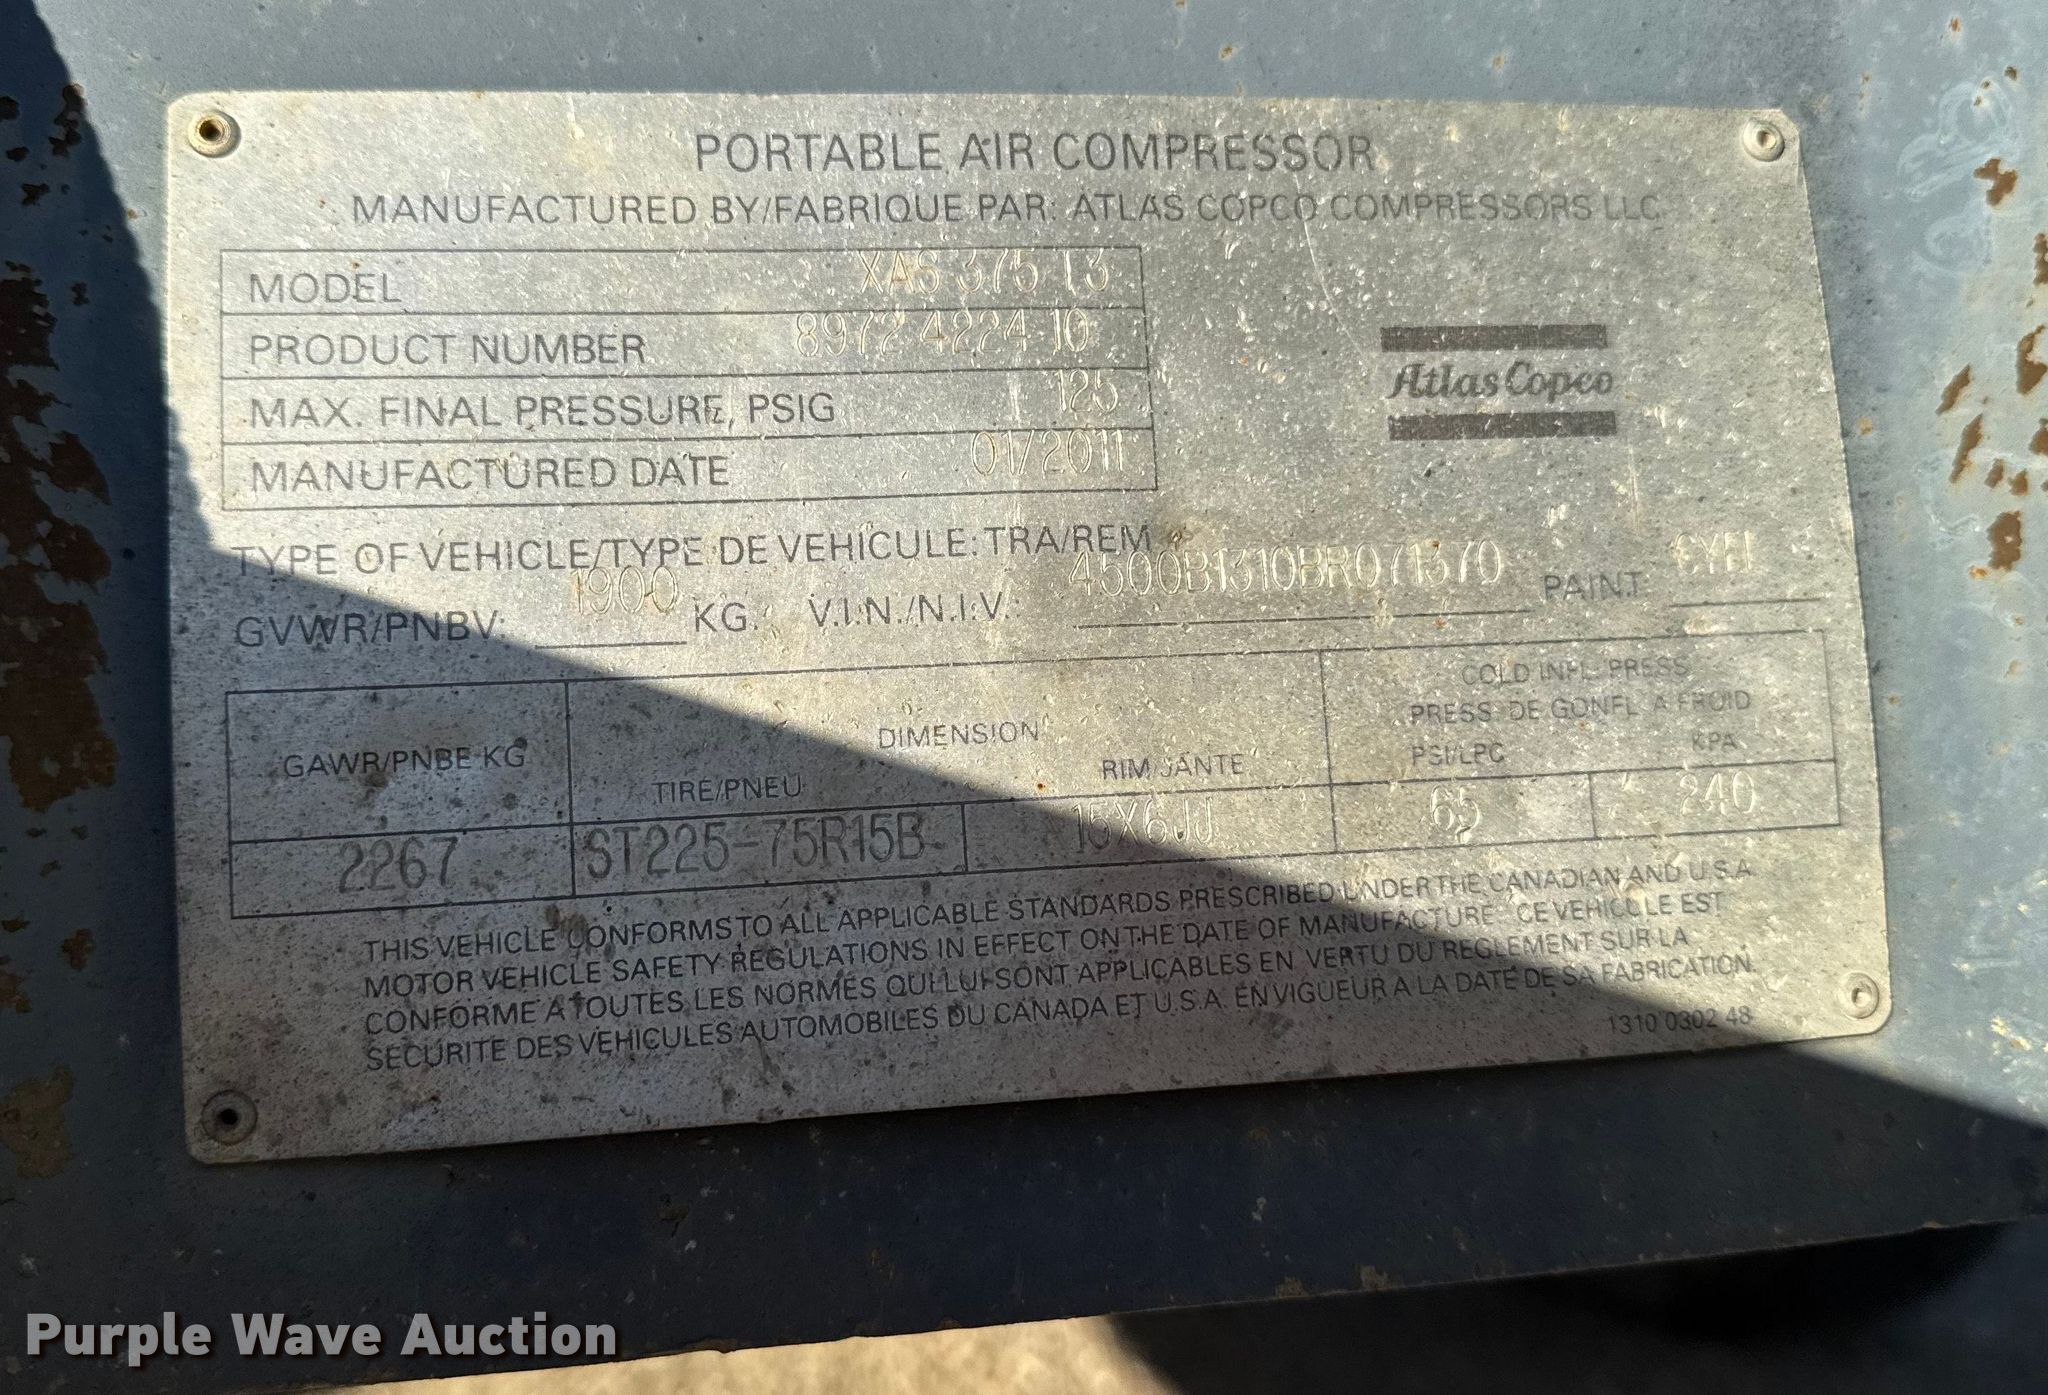 PORTABLE AIR COMPRESSOR
MANUFACTURED BY/FABRIQUE PAR: ATLAS COPCO COMPRESSORS LLC
MODEL XAS 375 T3
PRODUCT NUMBER 8972 4224 10
MAX. FINAL PRESSURE, PSIG 125
MANUFACTURED DATE 01/2011
Atlas Copco
TYPE OF VEHICLE/TYPE DE VEHICULE: TRA/REM
GVWR/PNBV: 1900 KG. V.I.N./N.I.V.: 4500B1310BR071370 PAINT
GAWR/PNBE KG
DIMENSION
TIRE/PNEU RIM/JANTE
COLD INFL. PRESS
PRESS. DE GONFL A FROID
PSI/LPC KPA
2267 ST225-75R15B 15X6JJ 65 240
THIS VEHICLE CONFORMS TO ALL APPLICABLE STANDARDS PRESCRIBED UNDER THE CANADIAN AND U.S.A
MOTOR VEHICLE SAFETY REGULATIONS IN EFFECT ON THE DATE OF MANUFACTURE. CE VEHICULE EST
CONFORME A TOUTES LES NORMES QUI LUI SONT APPLICABLES EN VERTU DU REGLEMENT SUR LA
SECURITE DES VEHICULES AUTOMOBILES DU CANADA ET U.S.A. EN VIGUEUR A LA DATE DE SA FABRICATION.
1310 0302 48
Purple Wave Auction